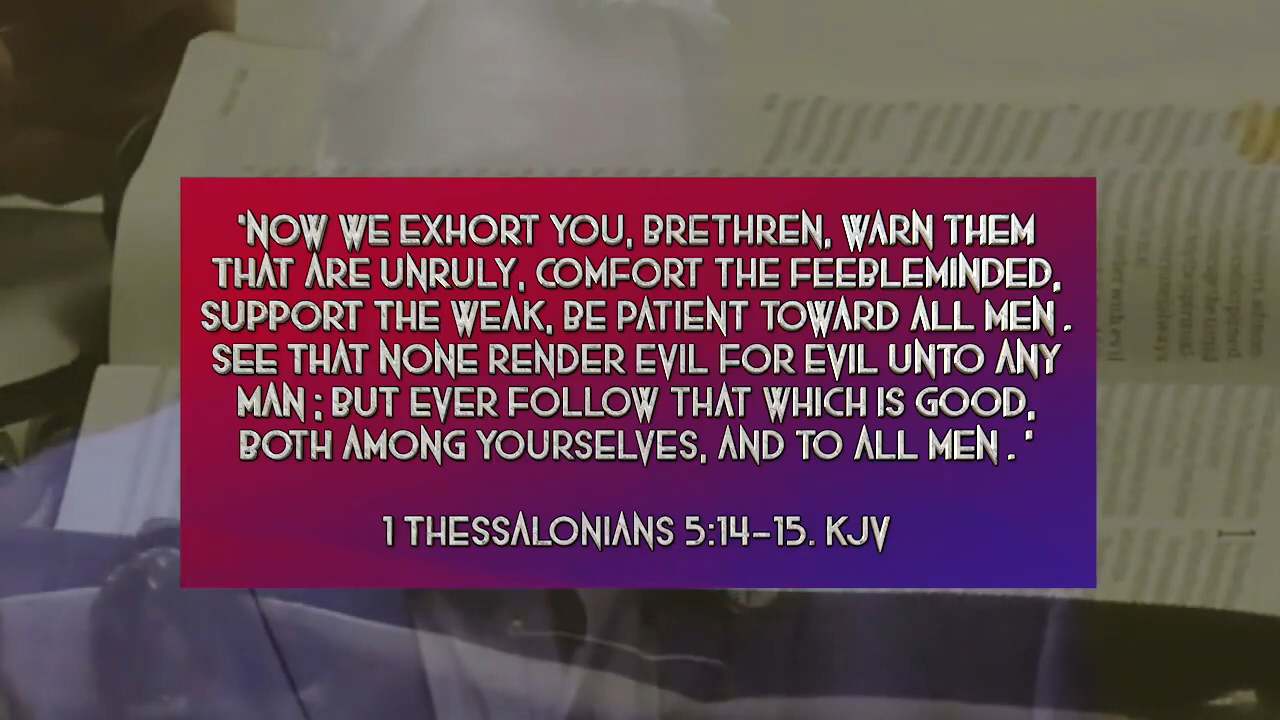 "NOW WE EXHORT YOU, BRETHREN, WARN THEM
THAT ARE UNRULY, COMFORT THE FEEBLEMINDED,
SUPPORT THE WEAK, BE PATIENT TOWARD ALL MEN.
SEE THAT NONE RENDER EVIL FOR EVIL UNTO ANY
MAN; BUT EVER FOLLOW THAT WHICH IS GOOD,
BOTH AMONG YOURSELVES, AND TO ALL MEN."
1 THESSALONIANS 5:14-15. KJV